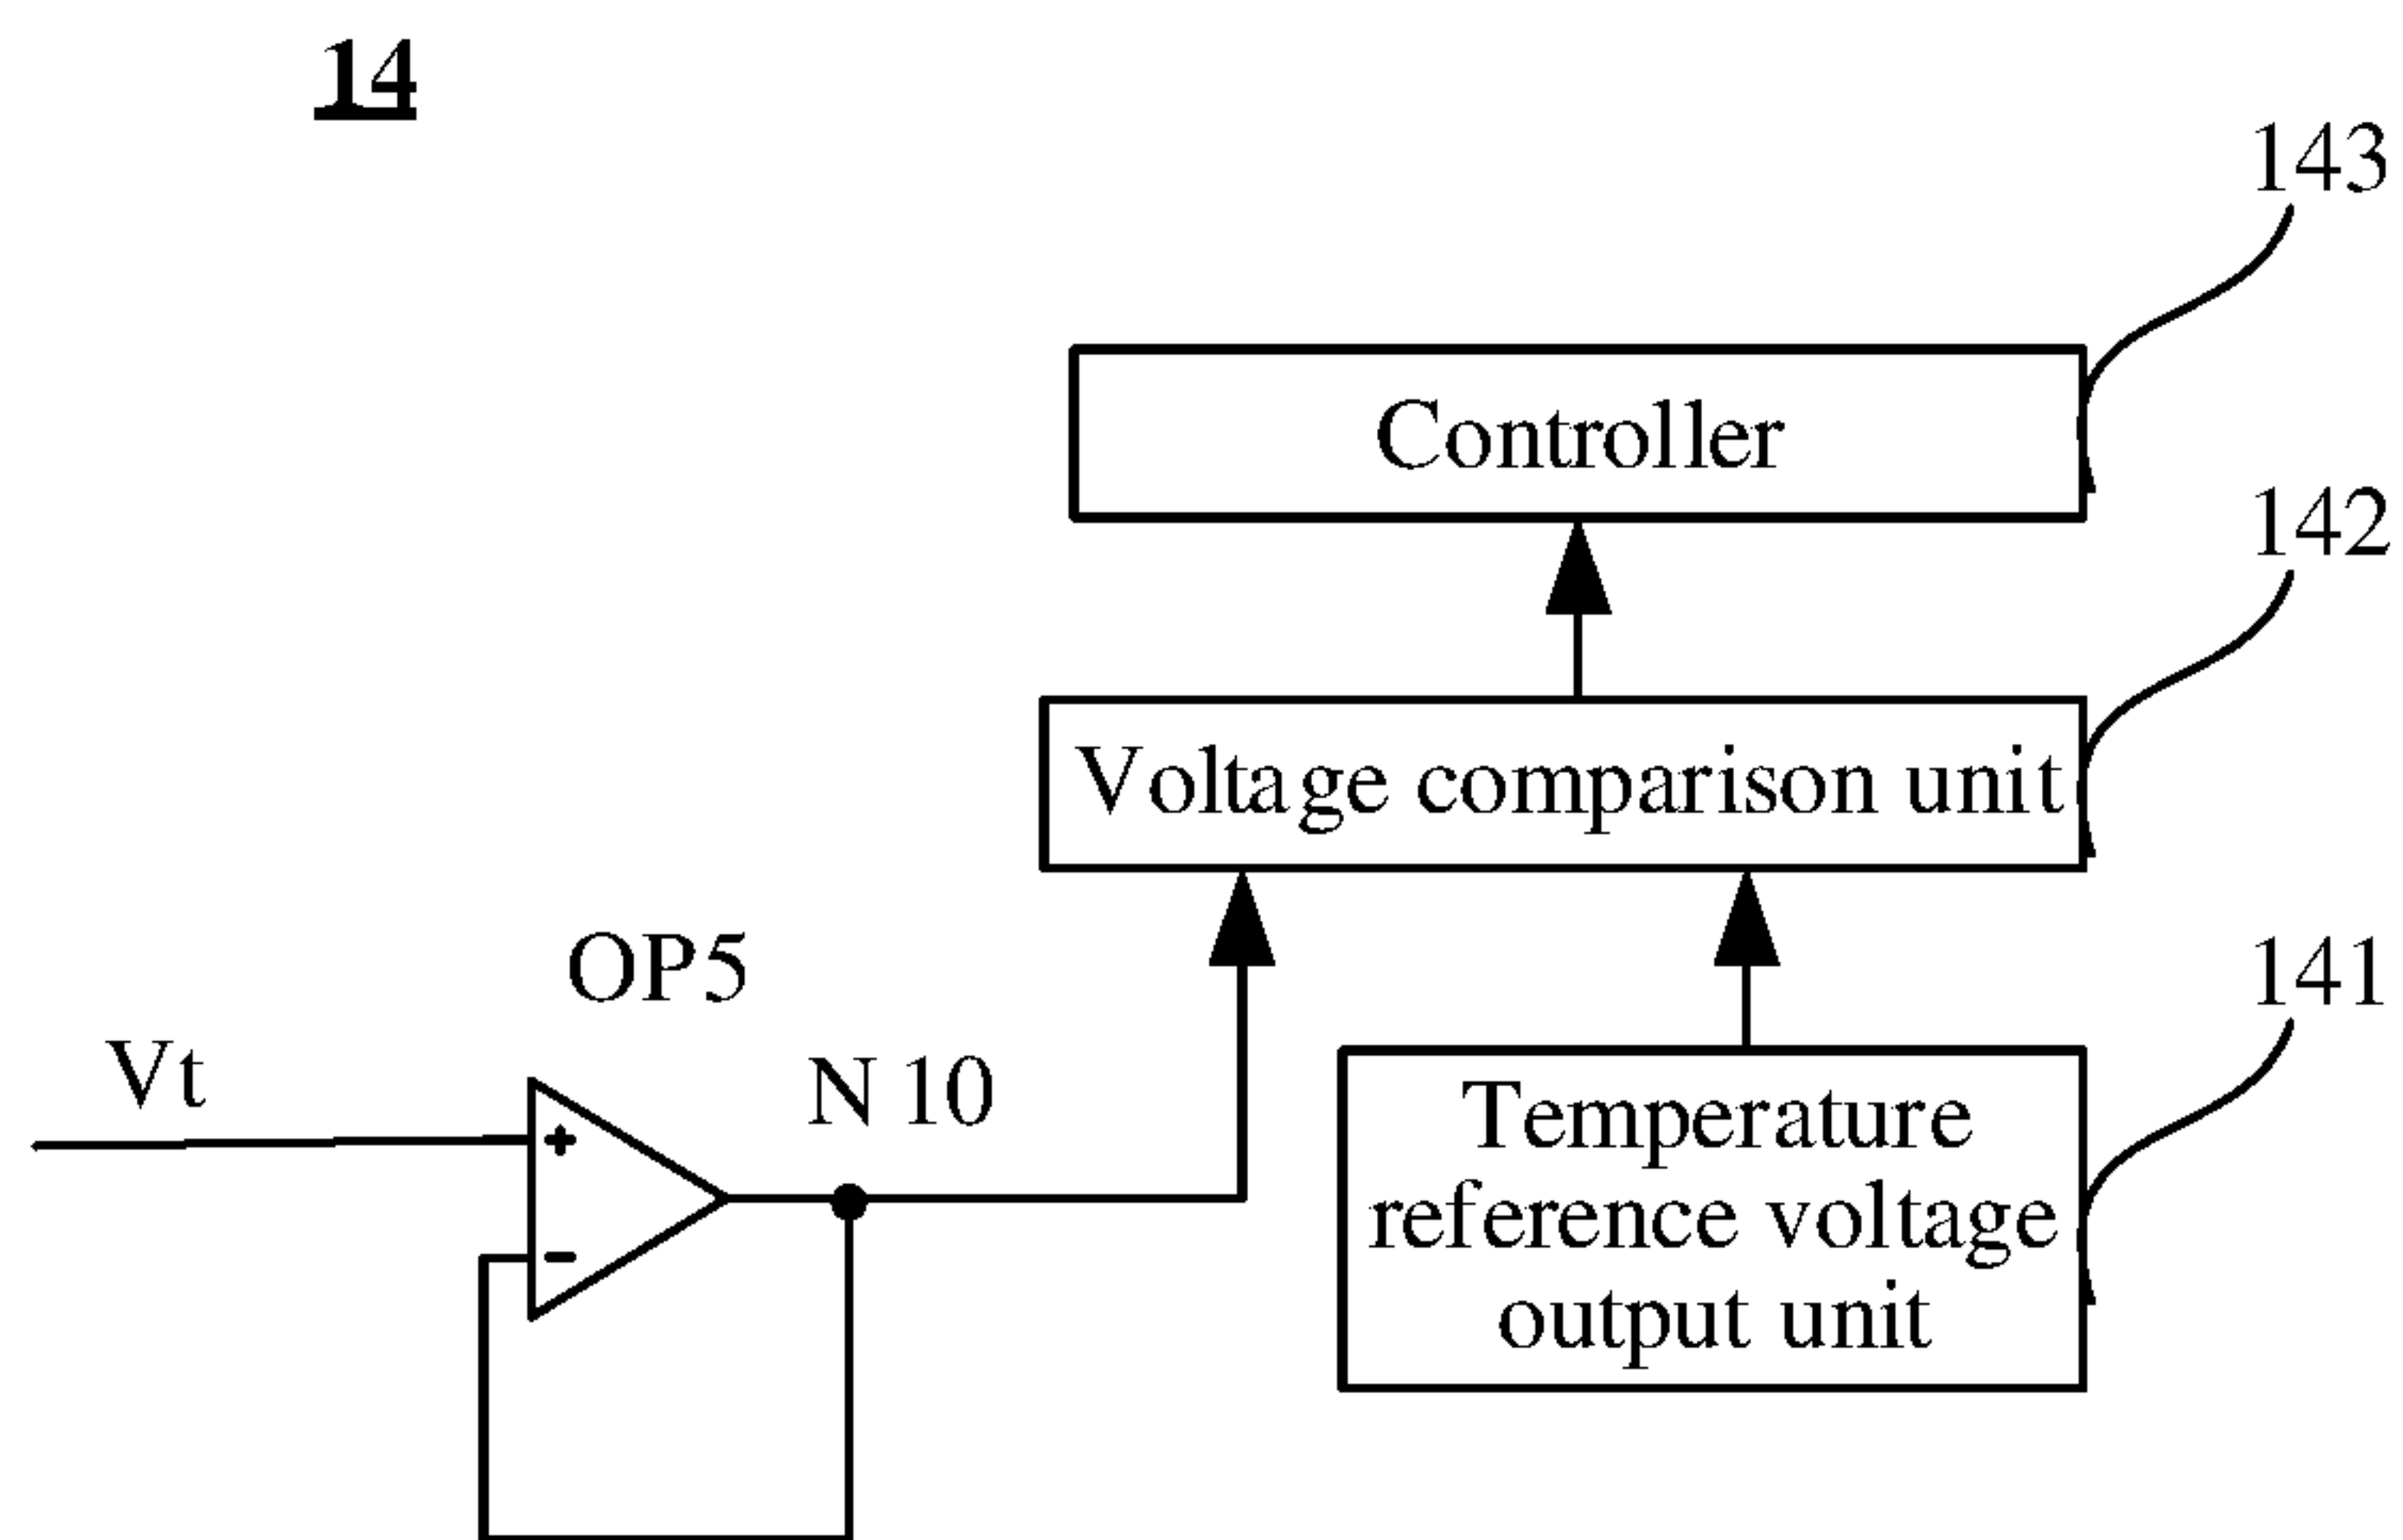 14
143
Controller
142
Voltage comparison unit
OP5
141
Vt
N 10
+
−
Temperature
reference voltage
output unit